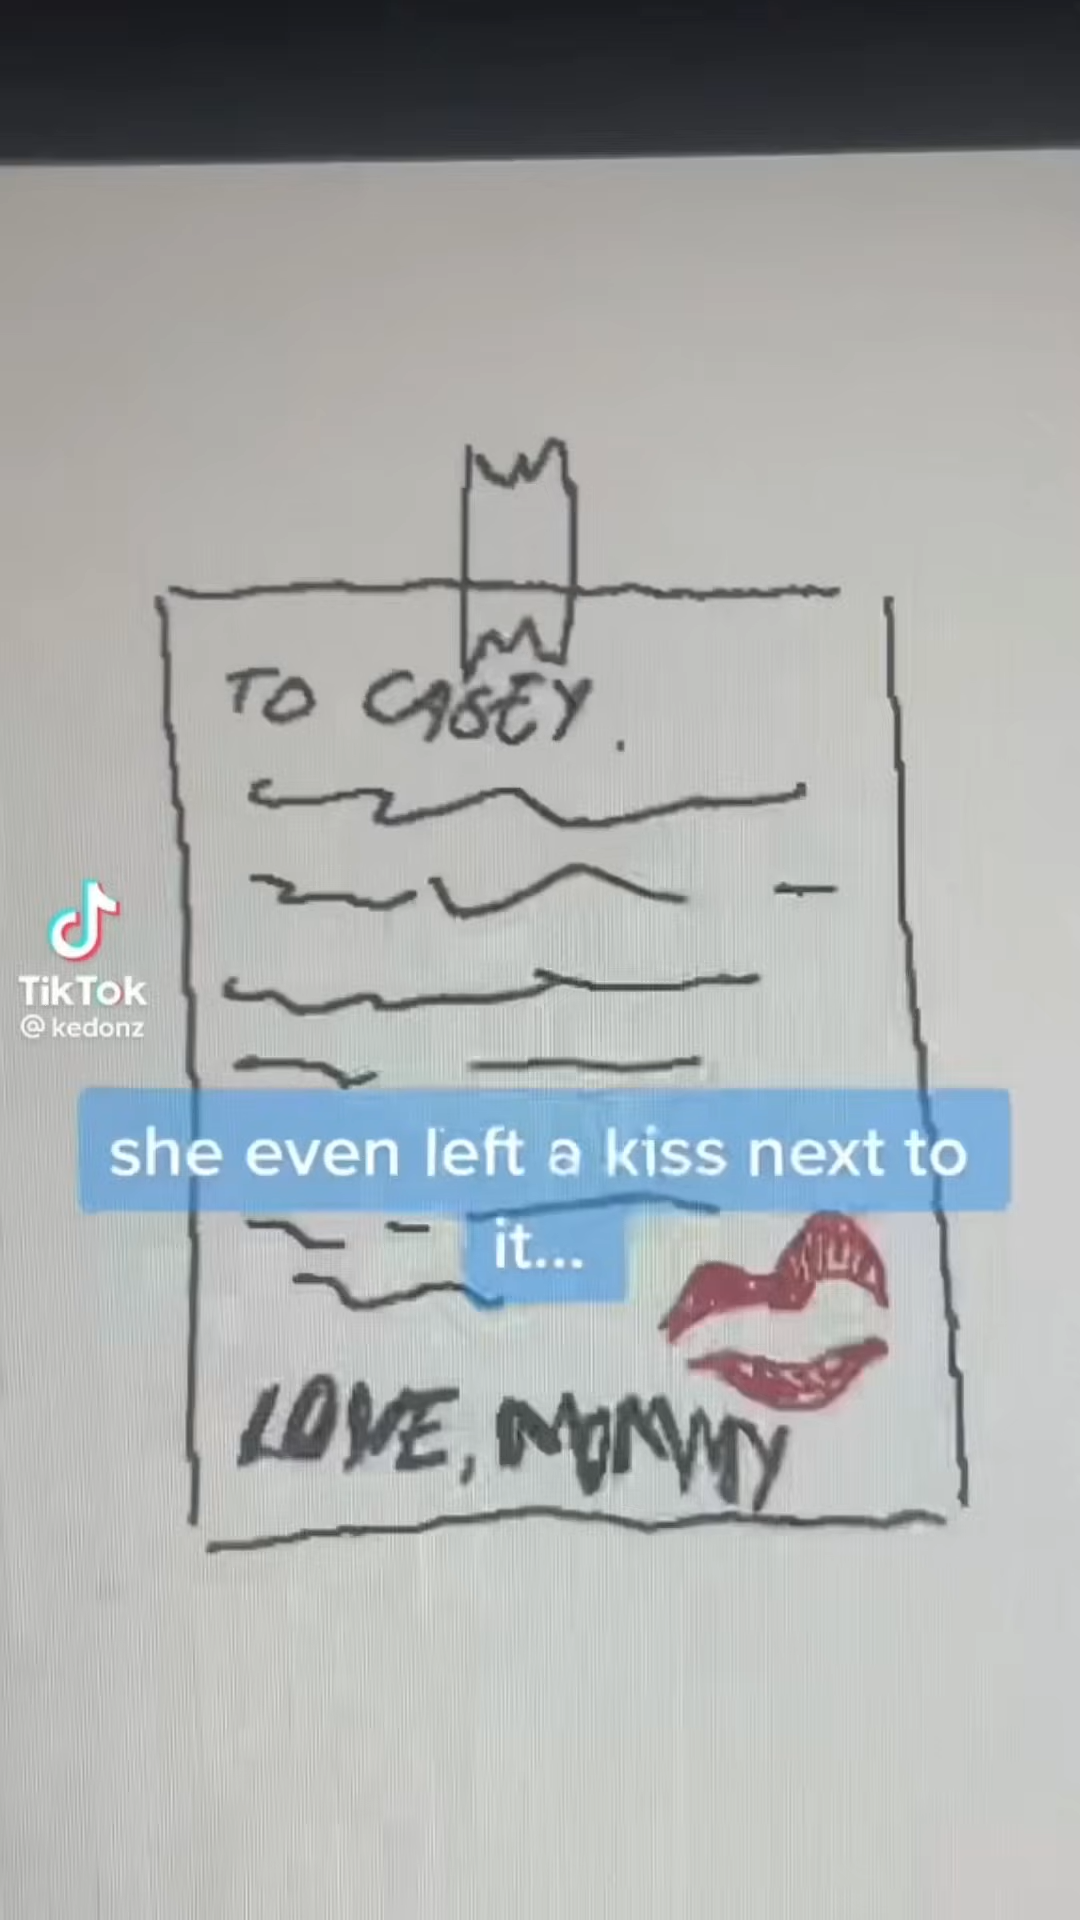 TO CASEY.
TikTok
@kedonz
she even left a kiss next to
it...
LOVE, MOMMY